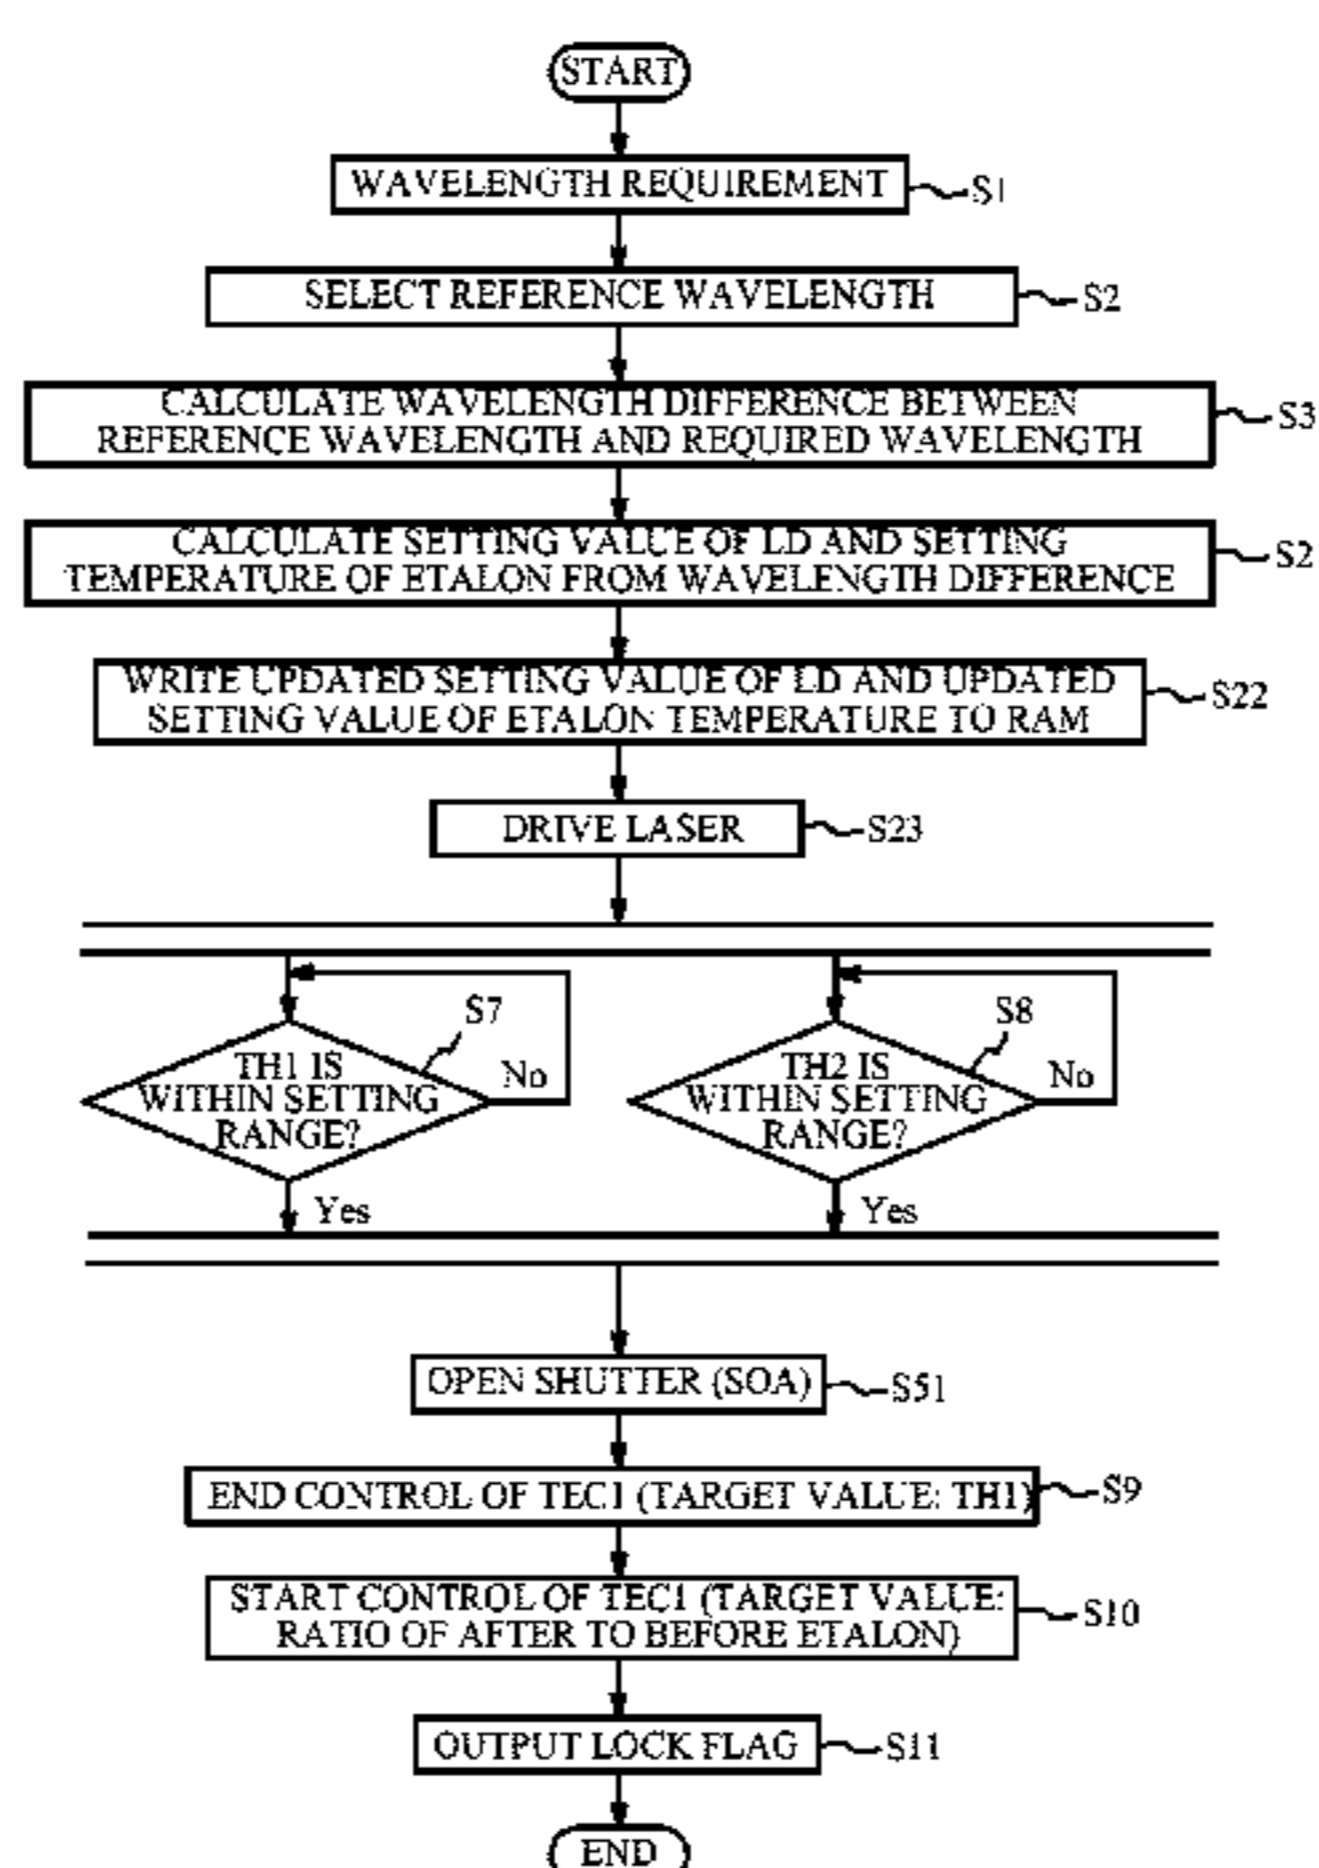 START
WAVELENGTH REQUIREMENT
S1
SELECT REFERENCE WAVELENGTH
S2
CALCULATE WAVELENGTH DIFFERENCE BETWEEN
REFERENCE WAVELENGTH AND REQUIRED WAVELENGTH
S3
CALCULATE SETTING VALUE OF LD AND SETTING
TEMPERATURE OF ETALON FROM WAVELENGTH DIFFERENCE
S2
WRITE UPDATED SETTING VALUE OF LD AND UPDATED
SETTING VALUE OF ETALON TEMPERATURE TO RAM
S22
DRIVE LASER
S23
S7
TH1 IS
WITHIN SETTING
RANGE?
No
Yes
S8
TH2 IS
WITHIN SETTING
RANGE?
No
Yes
OPEN SHUTTER (SOA)
S51
END CONTROL OF TEC1 (TARGET VALUE: TH1)
S9
START CONTROL OF TEC1 (TARGET VALUE:
RATIO OF AFTER TO BEFORE ETALON)
S10
OUTPUT LOCK FLAG
S11
END